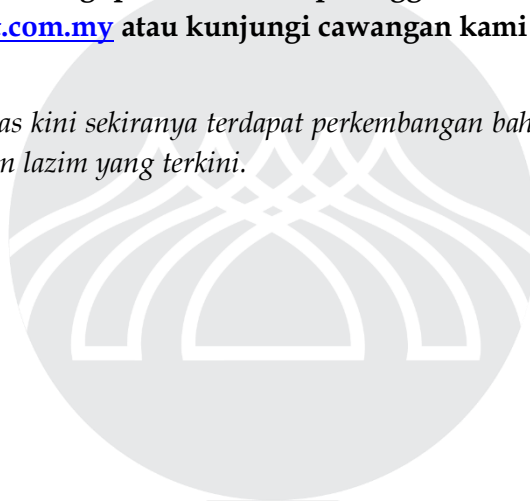 .com.my atau kunjungi cawangan kami
as kini sekiranya terdapat perkembangan bah
n lazim yang terkini.